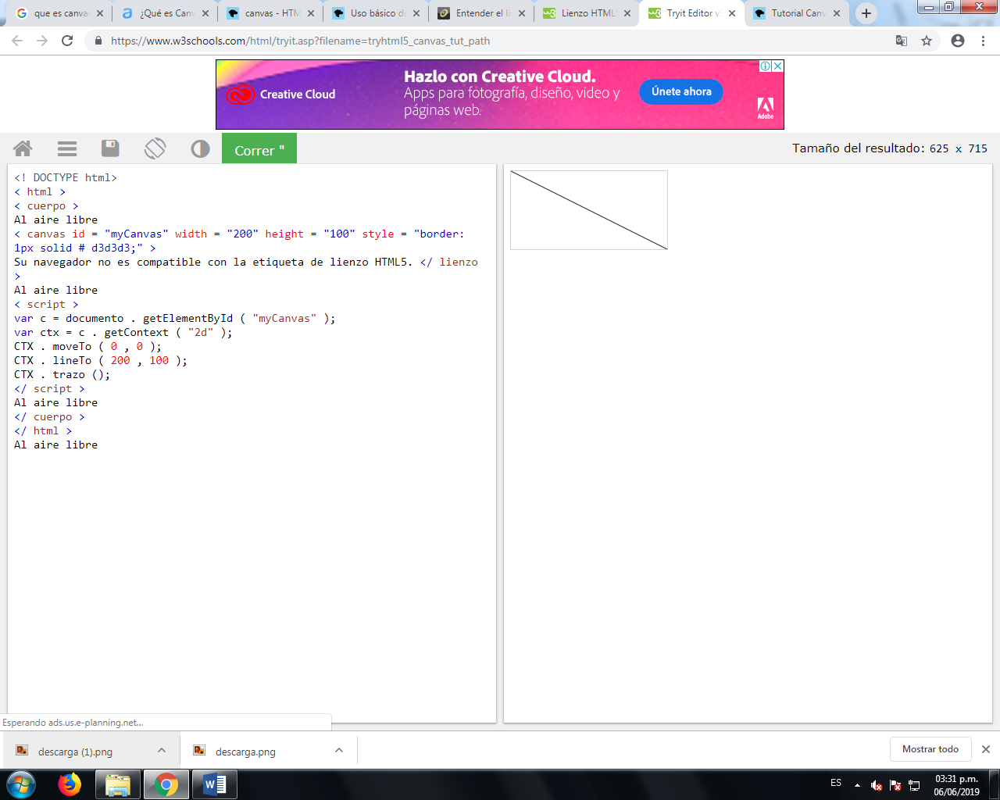 que es canva
¿Qué es Canv
canvas - HTM
Uso básico d
Entender el l
Lienzo HTML
Tryit Editor v
Tutorial Canv
https://www.w3schools.com/html/tryit.asp?filename=tryhtml5_canvas_tut_path
Creative Cloud
Hazlo con Creative Cloud.
Apps para fotografía, diseño, video y
páginas web.
Únete ahora
Adobe
Correr "
Tamaño del resultado: 625 x 715
<! DOCTYPE html>
< html >
< cuerpo >
Al aire libre
< canvas id = "myCanvas" width = "200" height = "100" style = "border:
1px solid # d3d3d3;" >
Su navegador no es compatible con la etiqueta de lienzo HTML5. </ lienzo
>
Al aire libre
< script >
var c = documento . getElementById ( "myCanvas" );
var ctx = c . getContext ( "2d" );
CTX . moveTo ( 0 , 0 );
CTX . lineTo ( 200 , 100 );
CTX . trazo ();
</ script >
Al aire libre
</ cuerpo >
</ html >
Al aire libre
Esperando ads.us.e-planning.net...
descarga (1).png
descarga.png
Mostrar todo
ES
03:31 p.m.
06/06/2019